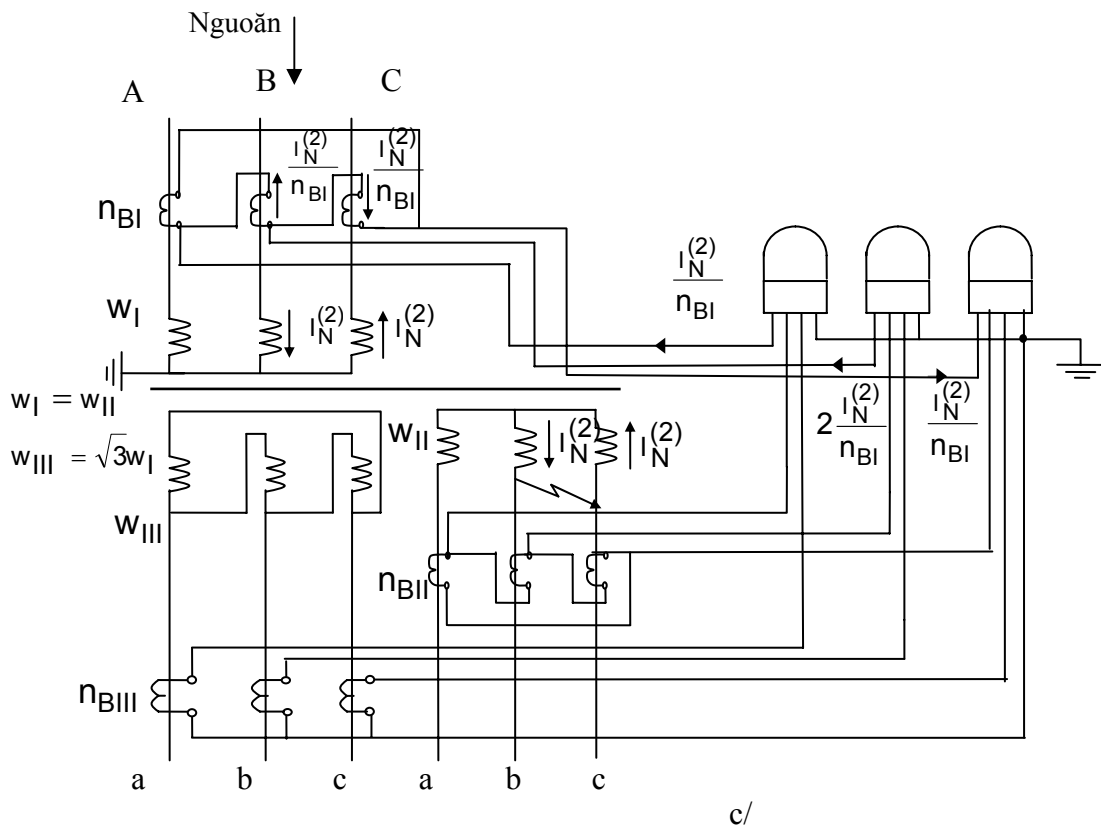 Nguoăn
A
B
C
I_N^(2)/n_BI
I_N^(2)/n_BI
n_BI
I_N^(2)/n_BI
w_I
I_N^(2)
I_N^(2)
w_I = w_II
w_III = √3w_I
w_II
I_N^(2)
I_N^(2)
2 I_N^(2)/n_BI
I_N^(2)/n_BI
w_III
n_BII
n_BIII
a
b
c
a
b
c
c/